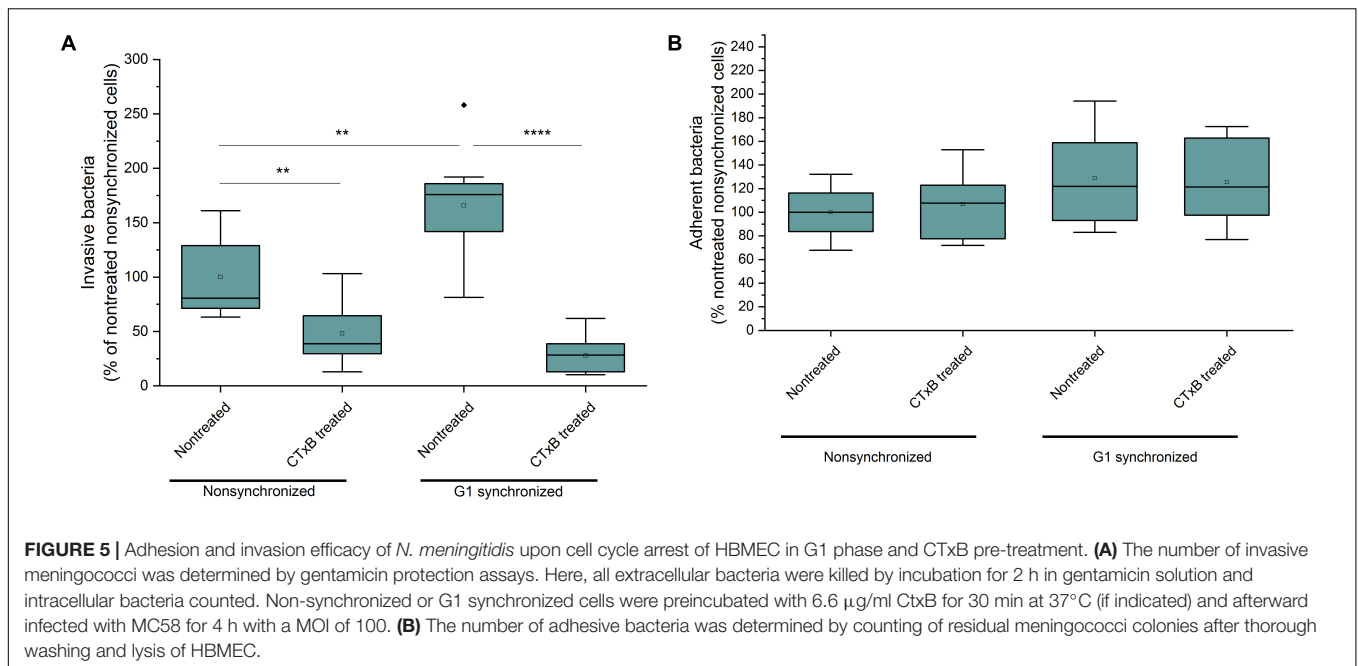 A
Invasive bacteria
(% of nontreated nonsynchronized cells)
300
250
200
150
100
50
0
**
**
****
Nontreated
CTxB treated
Nontreated
CTxB treated
Nonsynchronized
G1 synchronized
B
Adherent bacteria
(% nontreated nonsynchronized cells)
240
220
200
180
160
140
120
100
80
60
40
20
0
Nontreated
CTxB treated
Nontreated
CTxB treated
Nonsynchronized
G1 synchronized
FIGURE 5 | Adhesion and invasion efficacy of N. meningitidis upon cell cycle arrest of HBMEC in G1 phase and CTxB pre-treatment. (A) The number of invasive
meningococci was determined by gentamicin protection assays. Here, all extracellular bacteria were killed by incubation for 2 h in gentamicin solution and
intracellular bacteria counted. Non-synchronized or G1 synchronized cells were preincubated with 6.6 μg/ml CtxB for 30 min at 37°C (if indicated) and afterward
infected with MC58 for 4 h with a MOI of 100. (B) The number of adhesive bacteria was determined by counting of residual meningococci colonies after thorough
washing and lysis of HBMEC.